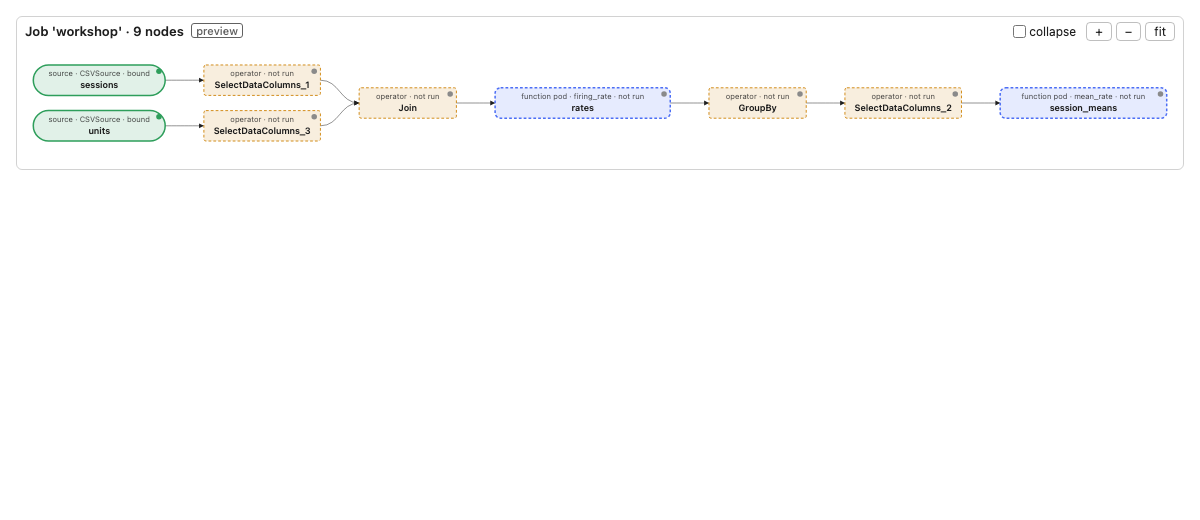 Job 'workshop' · 9 nodes preview
collapse + − fit
source · CSVSource · bound
sessions
operator · not run
SelectDataColumns_1
source · CSVSource · bound
units
operator · not run
SelectDataColumns_3
operator · not run
Join
function pod · firing_rate · not run
rates
operator · not run
GroupBy
operator · not run
SelectDataColumns_2
function pod · mean_rate · not run
session_means